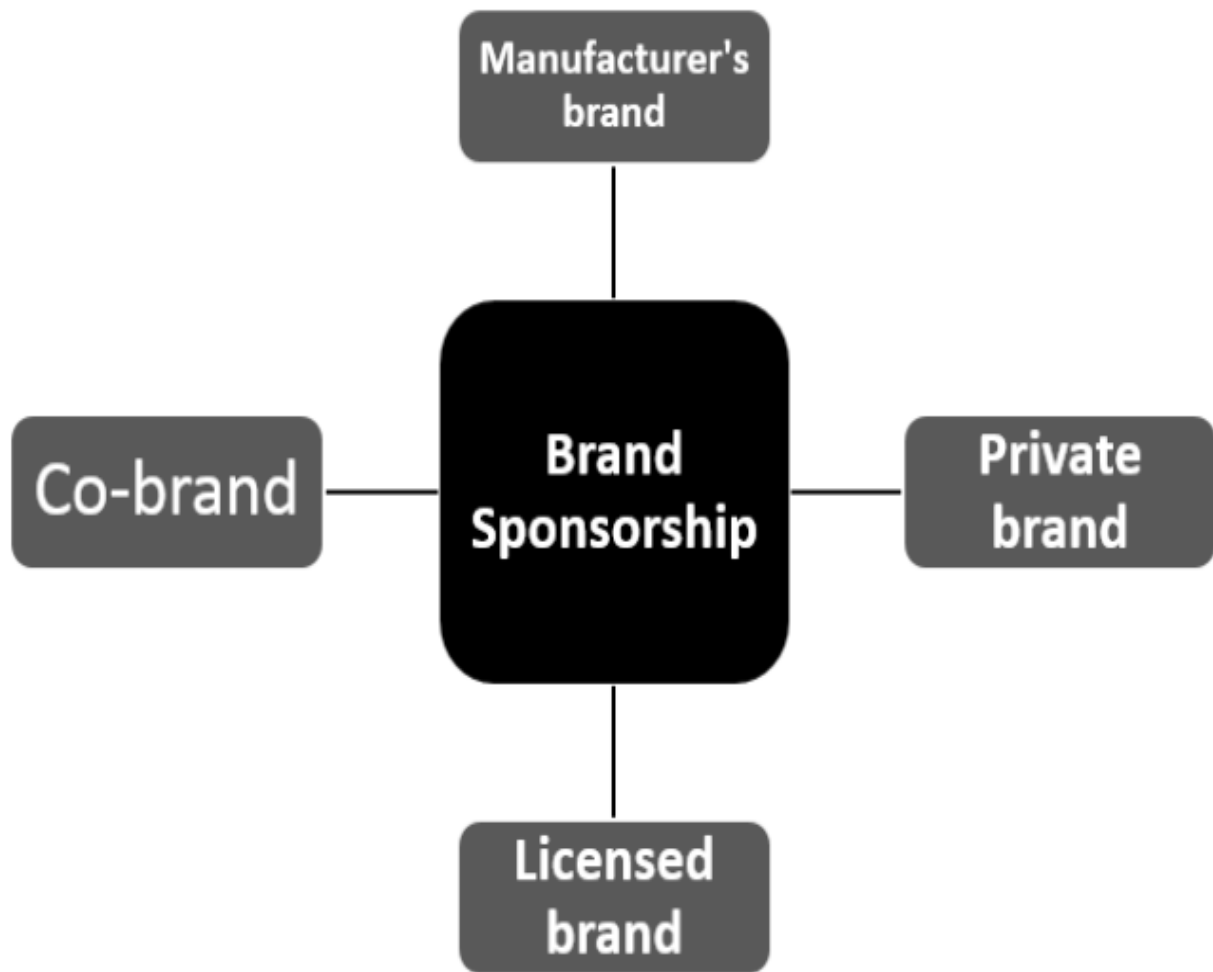 Manufacturer's
brand
Co-brand
Brand
Sponsorship
Private
brand
Licensed
brand